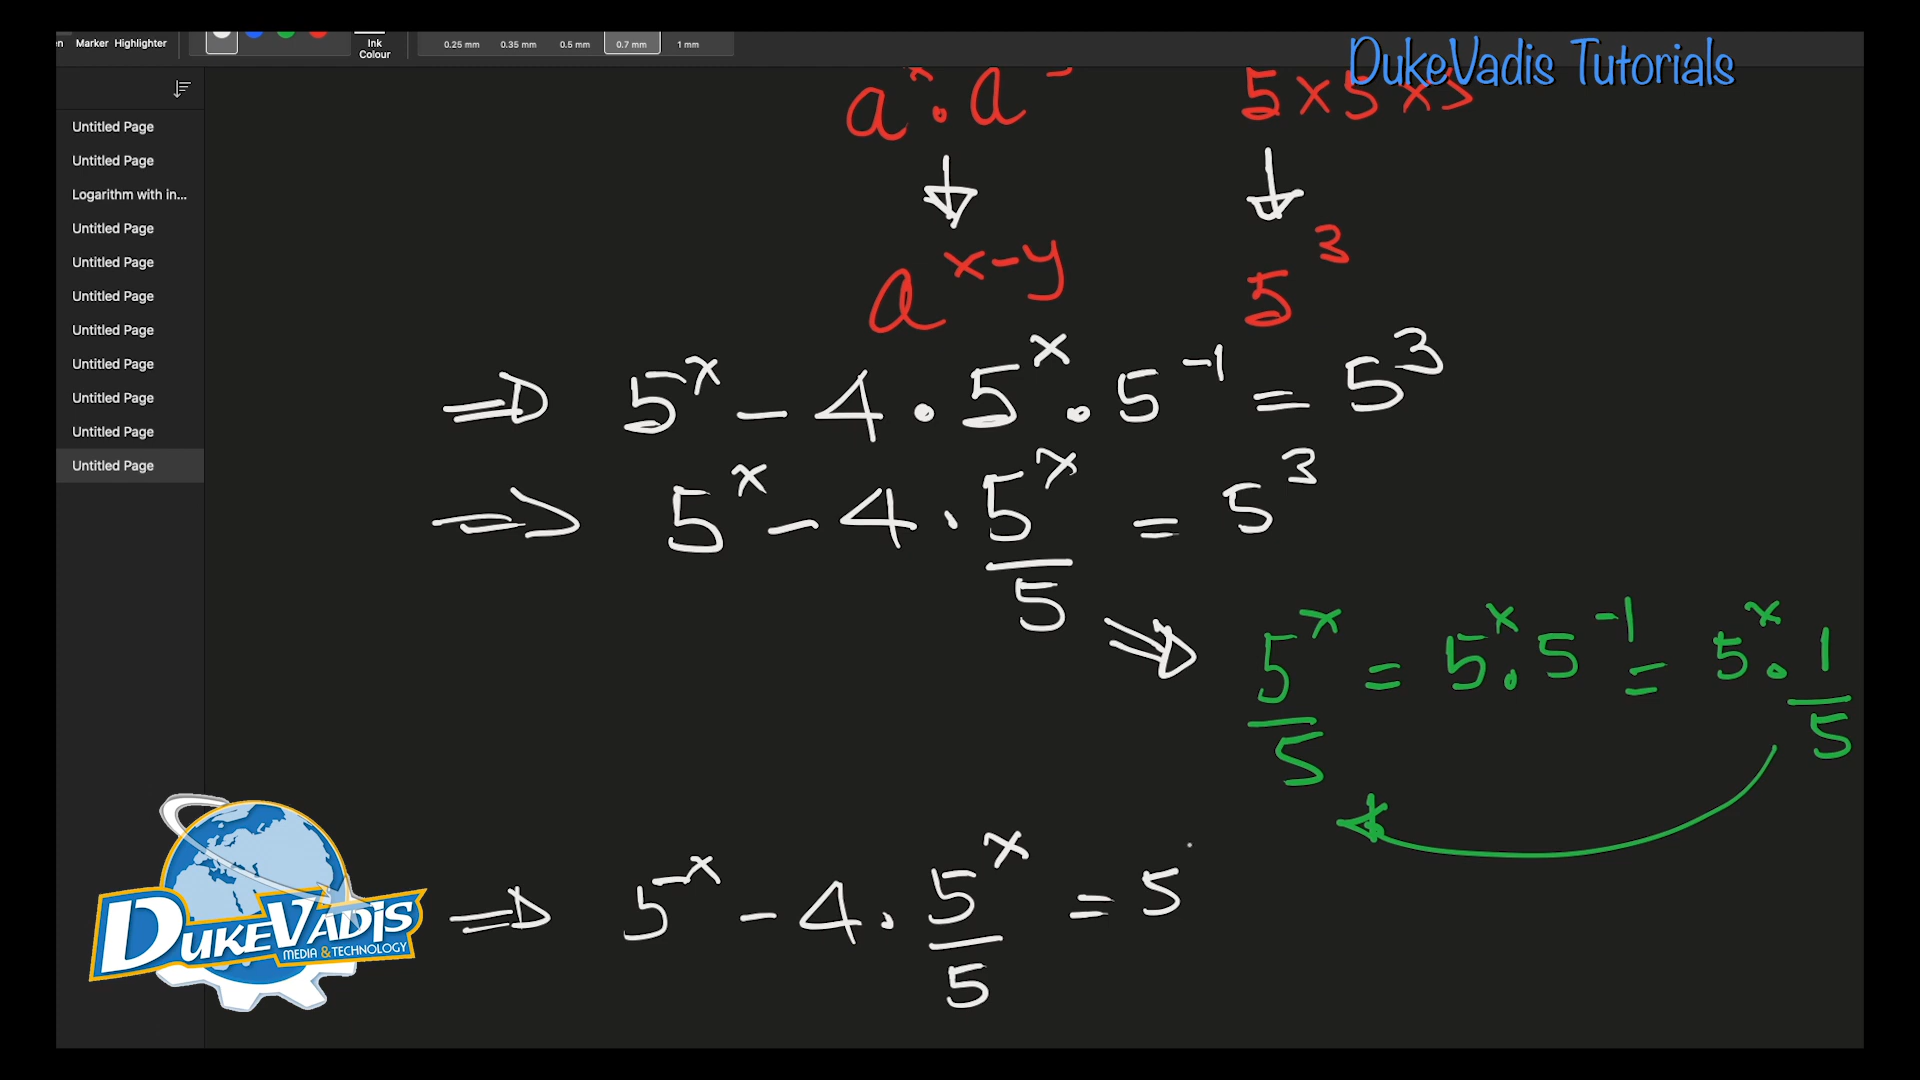 Marker Highlighter
Ink Colour
0.25 mm 0.35 mm 0.5 mm 0.7 mm 1 mm
DukeVadis Tutorials
Untitled Page
Untitled Page
Logarithm with in...
Untitled Page
Untitled Page
Untitled Page
Untitled Page
Untitled Page
Untitled Page
Untitled Page
Untitled Page
5 × 5 × 5
a^(x-y) 5^3
⇒ 5^x - 4 · 5^x · 5^-1 = 5^3
⇒ 5^x - 4 · 5^x/5 = 5^3
⇒ 5^x/5 = 5^x · 5^-1 = 5^x · 1/5
⇒ 5^x - 4 · 5^x/5 = 5
DUKEVADIS
MEDIA & TECHNOLOGY